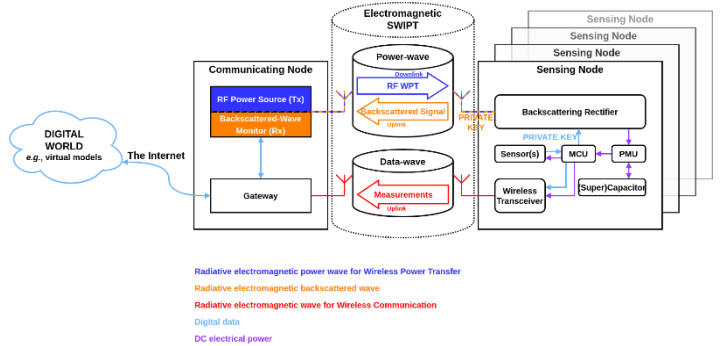 Sensing Node
Sensing Node
Sensing Node
Electromagnetic
SWIPT
Power-wave
Communicating Node
Sensing Node
Downlink
RF WPT
RF Power Source (Tx)
Backscattered-Wave
Monitor (Rx)
Backscattered Signal
Uplink
PRIVATE
KEY
Backscattering Rectifier
PRIVATE KEY
DIGITAL
WORLD
e.g., virtual models
The Internet
Data-wave
Sensor(s)
MCU
PMU
Gateway
Measurements
Uplink
Wireless
Transceiver
(Super)Capacitor
Radiative electromagnetic power wave for Wireless Power Transfer
Radiative electromagnetic backscattered wave
Radiative electromagnetic wave for Wireless Communication
Digital data
DC electrical power